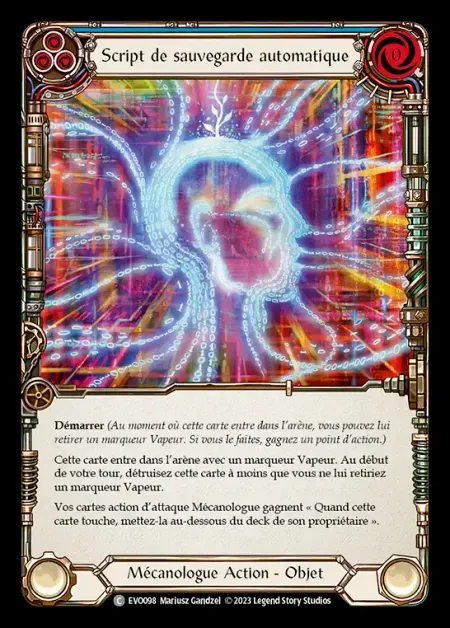 Script de sauvegarde automatique
0
Démarrer (Au moment où cette carte entre dans l'arène, vous pouvez lui
retirer un marqueur Vapeur. Si vous le faites, gagnez un point d'action.)
Cette carte entre dans l'arène avec un marqueur Vapeur. Au début
de votre tour, détruisez cette carte à moins que vous ne lui retiriez
un marqueur Vapeur.
Vos cartes action d'attaque Mécanologue gagnent « Quand cette
carte touche, mettez-la au-dessous du deck de son propriétaire ».
Mécanologue Action - Objet
C EVO098 Mariusz Gandzel ©2023 Legend Story Studios